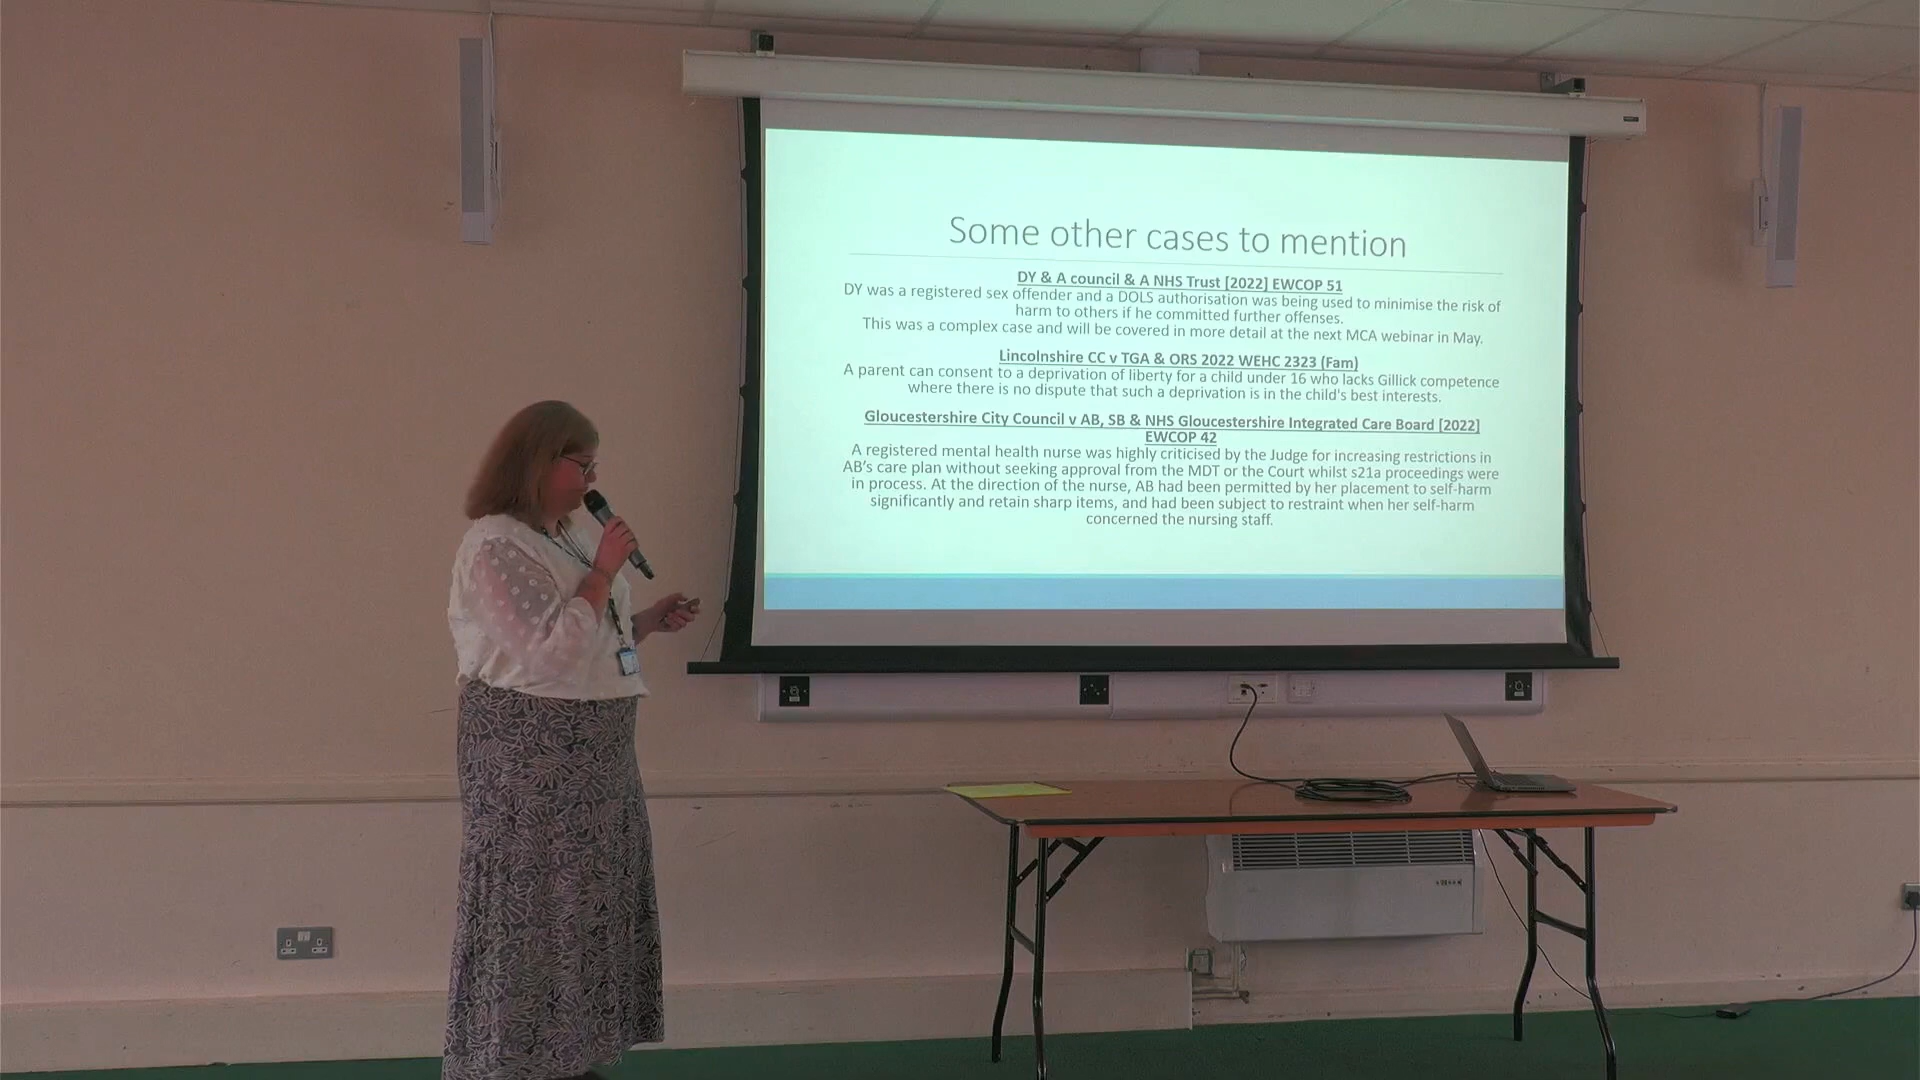 Some other cases to mention
DY & A council & A NHS Trust [2022] EWCOP 51
DY was a registered sex offender and a DOLS authorisation was being used to minimise the risk of
harm to others if he committed further offenses.
This was a complex case and will be covered in more detail at the next MCA webinar in May.
Lincolnshire CC v TGA & ORS 2022 WEHC 2323 (Fam)
A parent can consent to a deprivation of liberty for a child under 16 who lacks Gillick competence
where there is no dispute that such a deprivation is in the child's best interests.
Gloucestershire City Council v AB, SB & NHS Gloucestershire Integrated Care Board [2022]
EWCOP 42
A registered mental health nurse was highly criticised by the Judge for increasing restrictions in
AB's care plan without seeking approval from the MDT or the Court whilst s21a proceedings were
in process. At the direction of the nurse, AB had been permitted by her placement to self-harm
significantly and retain sharp items, and had been subject to restraint when her self-harm
concerned the nursing staff.